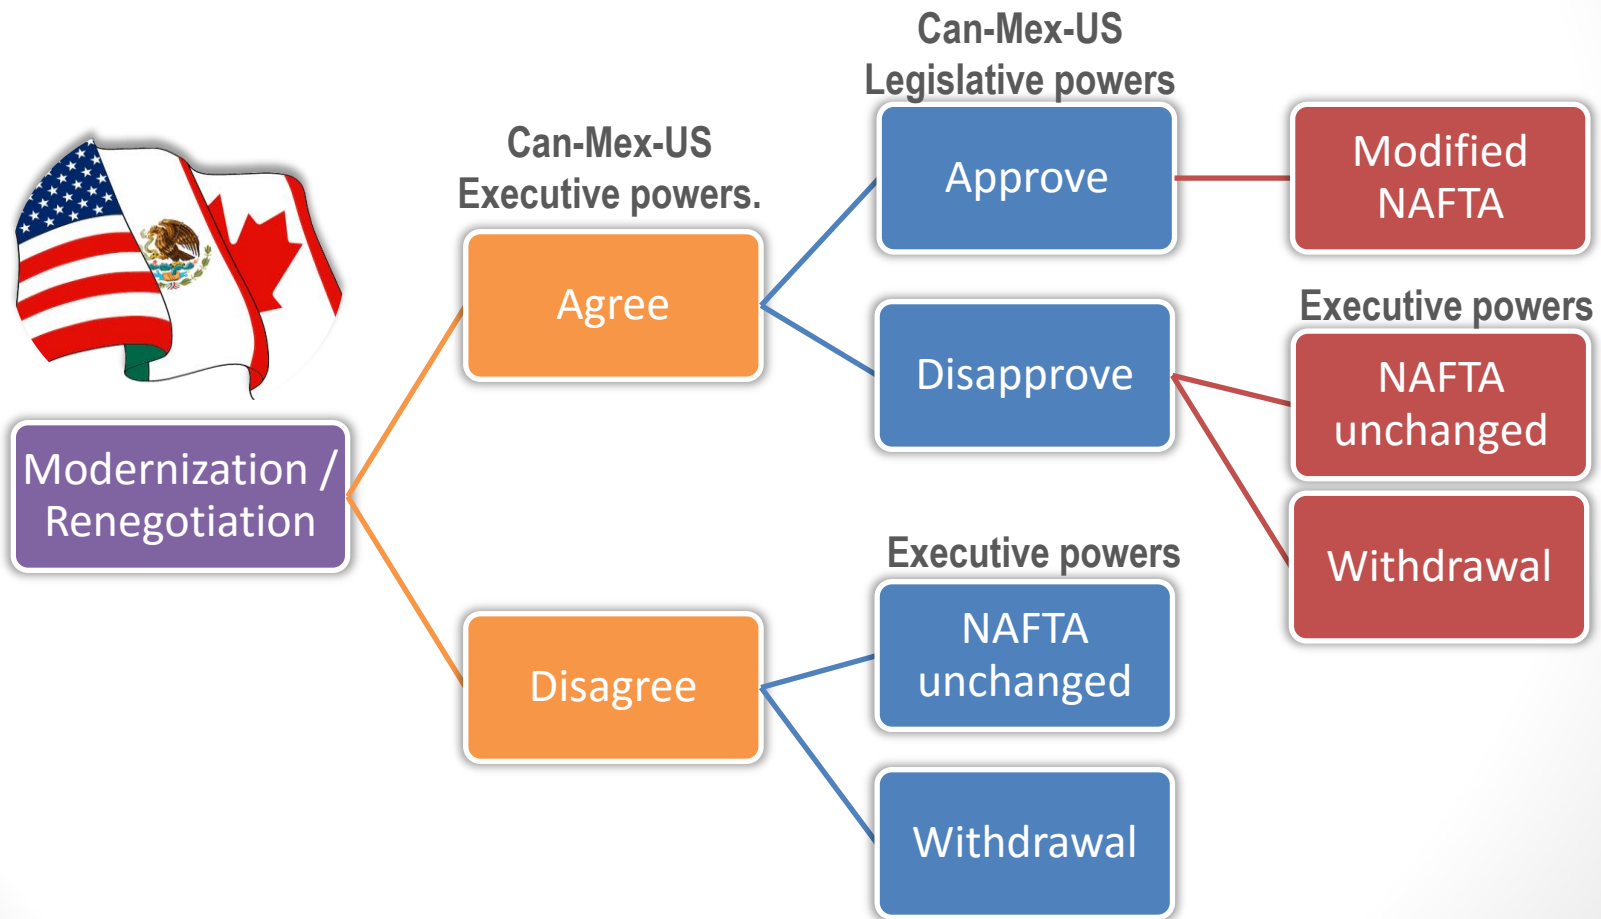 Can-Mex-US
Legislative powers
Can-Mex-US
Executive powers.
Approve
Modified
NAFTA
Agree
Executive powers
Disapprove
NAFTA
unchanged
Modernization /
Renegotiation
Withdrawal
Executive powers
NAFTA
unchanged
Disagree
Withdrawal